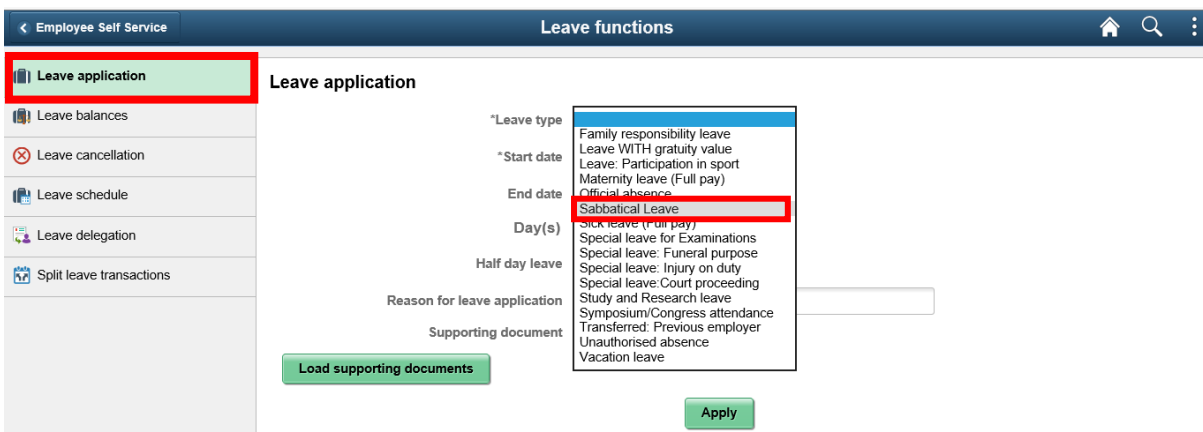 Employee Self Service
Leave functions
Leave application
Leave balances
Leave cancellation
Leave schedule
Leave delegation
Split leave transactions
Leave application
*Leave type
*Start date
End date
Day(s)
Half day leave
Reason for leave application
Supporting document
Family responsibility leave
Leave WITH gratuity value
Leave: Participation in sport
Maternity leave (Full pay)
Official absence
Sabbatical Leave
Sick leave (Full pay)
Special leave for Examinations
Special leave: Funeral purpose
Special leave: Injury on duty
Special leave:Court proceeding
Study and Research leave
Symposium/Congress attendance
Transferred: Previous employer
Unauthorised absence
Vacation leave
Load supporting documents
Apply